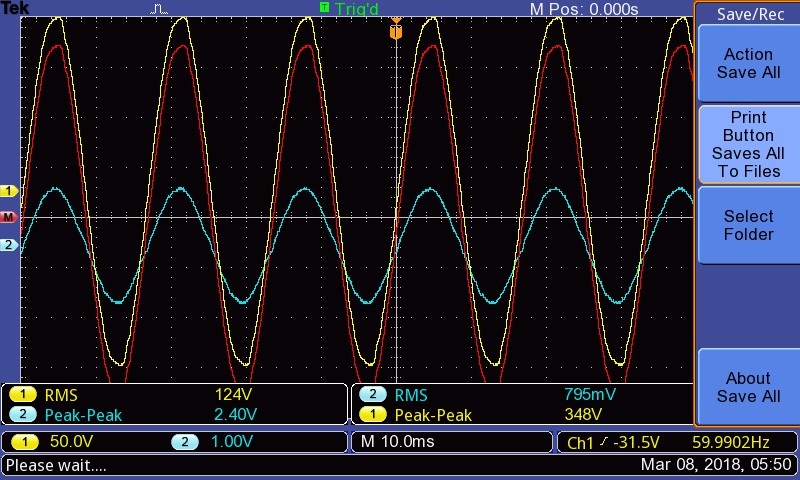 Tek
T Trig'd
M Pos: 0.000s
Save/Rec
T
Action
Save All
Print
Button
Saves All
To Files
Select
Folder
About
Save All
1
M
2
1 RMS 124V
2 Peak-Peak 2.40V
2 RMS 795mV
1 Peak-Peak 348V
1 50.0V 2 1.00V
M 10.0ms
Ch1 -31.5V 59.9902Hz
Please wait....
Mar 08, 2018, 05:50